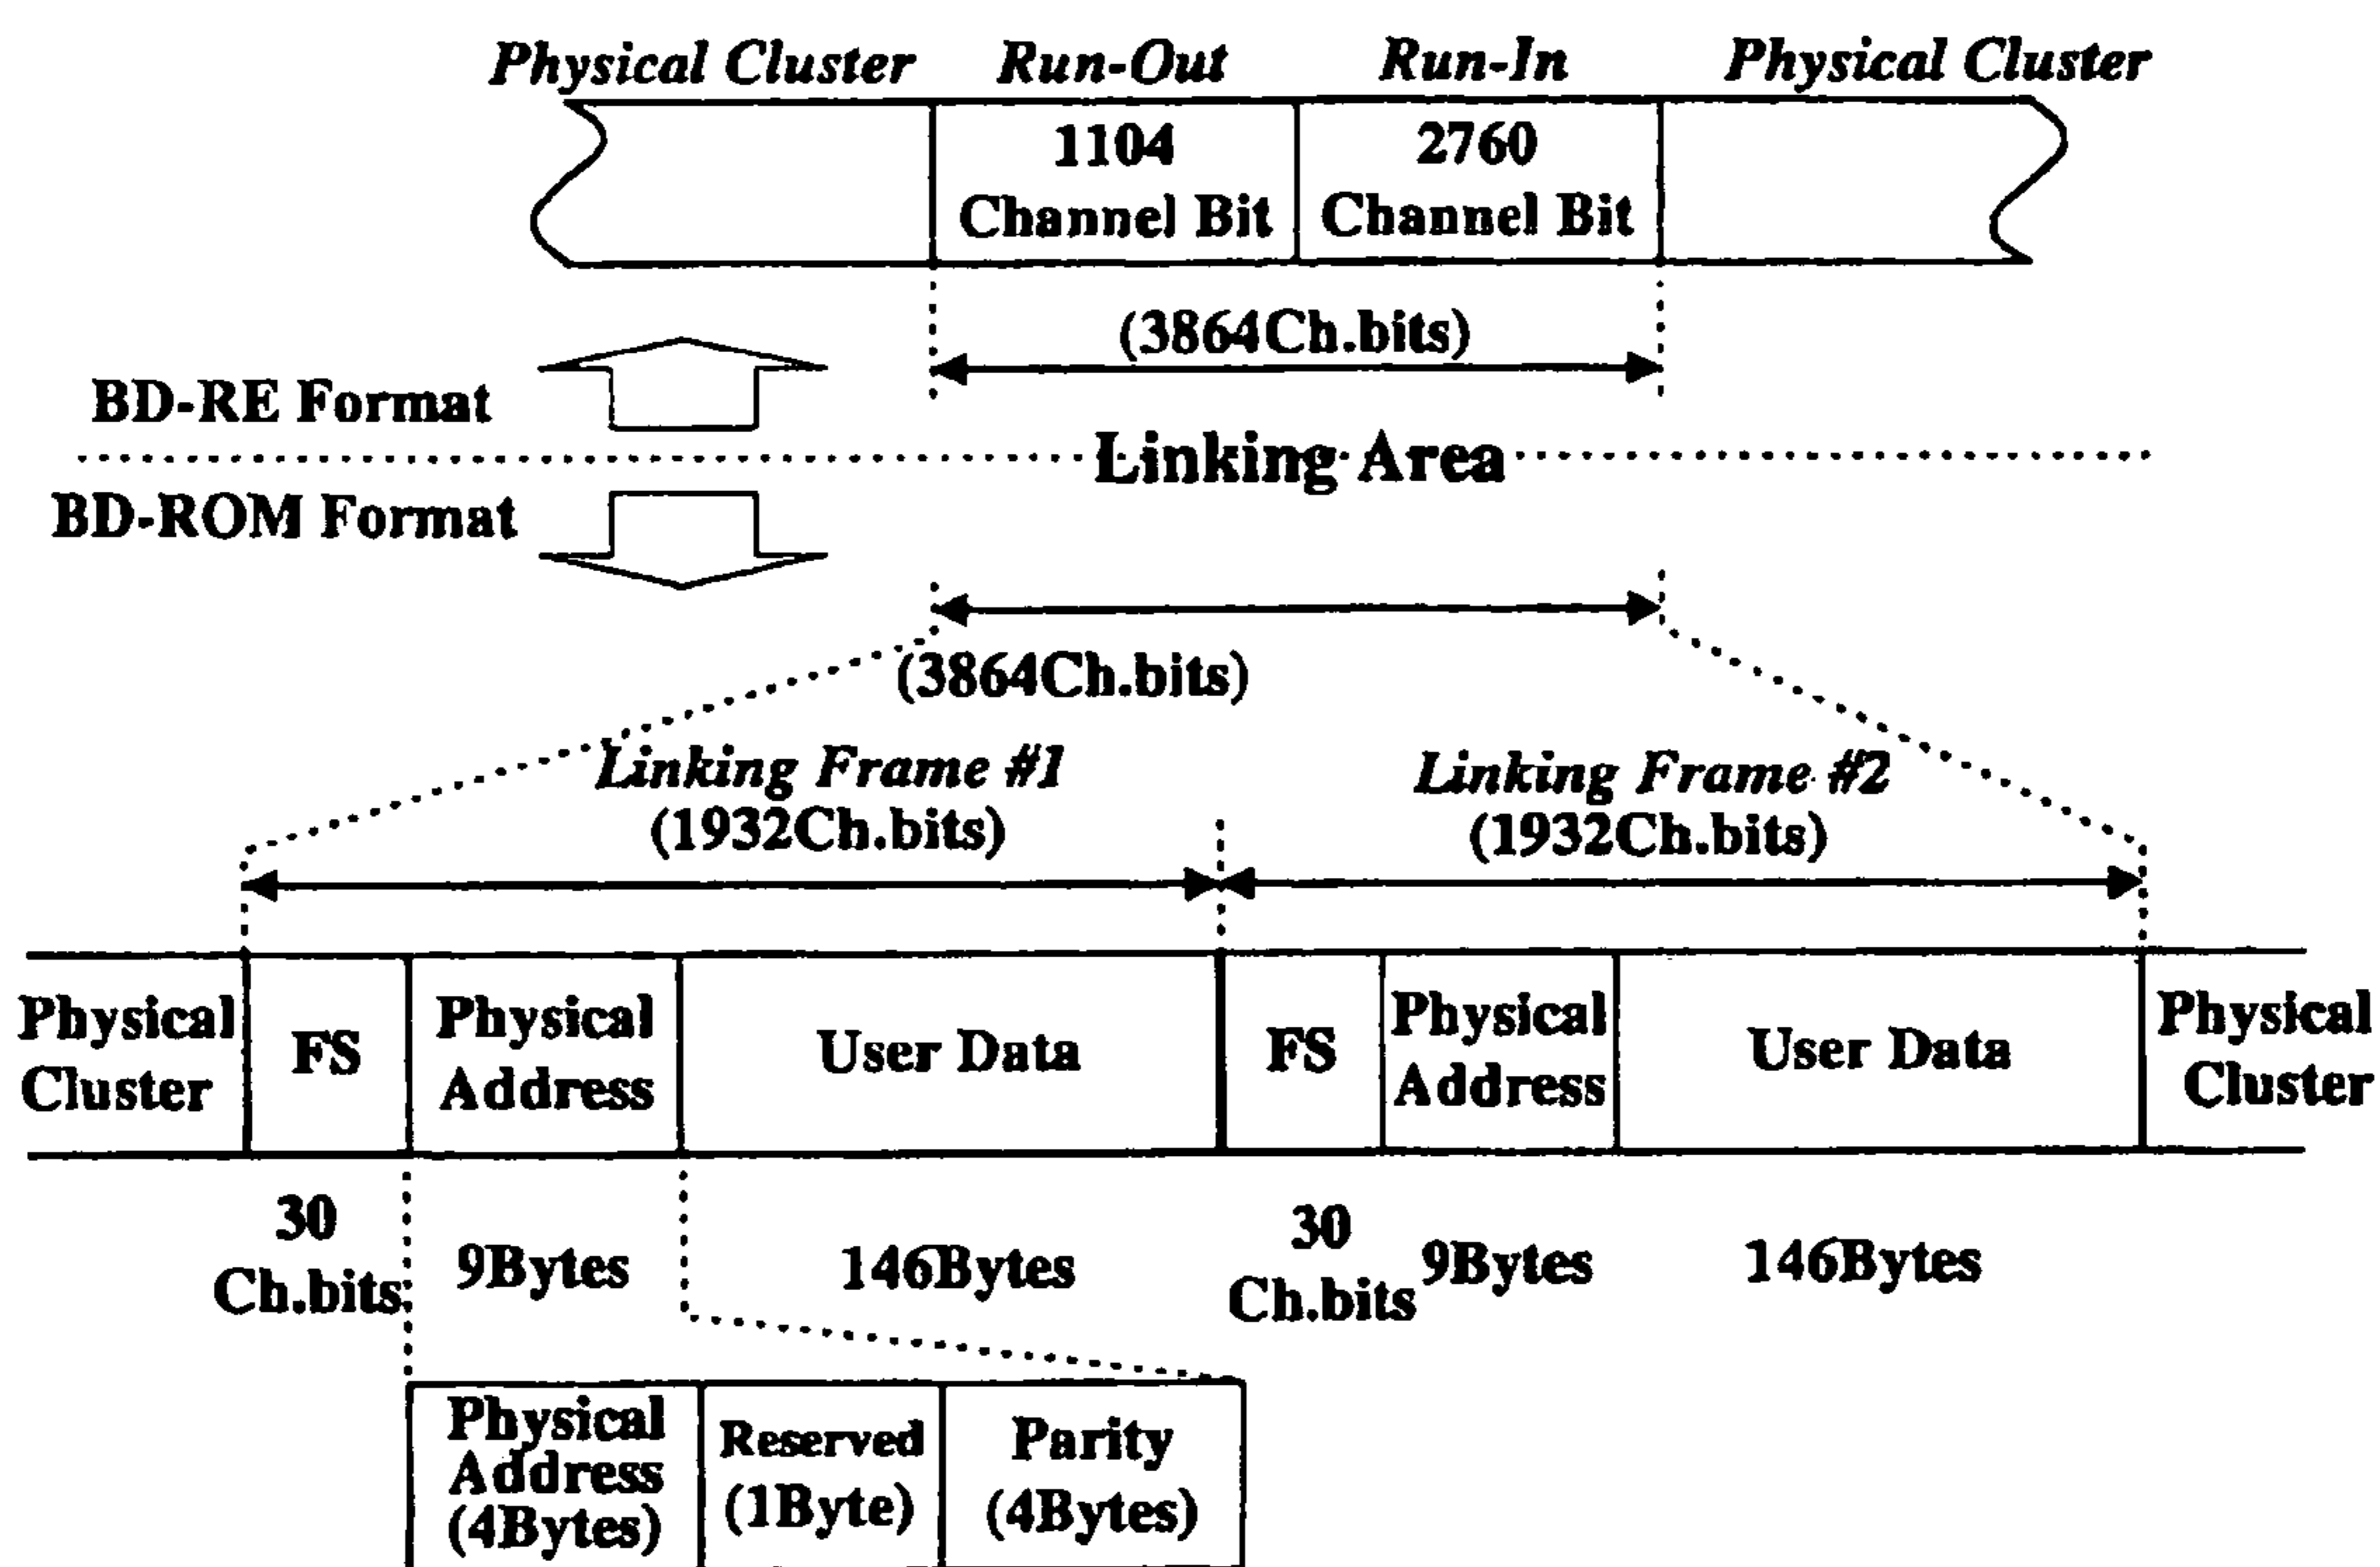 Physical Cluster Run-Out Run-In Physical Cluster
1104 2760
Channel Bit Channel Bit
(3864Ch.bits)
BD-RE Format
Linking Area
BD-ROM Format
(3864Ch.bits)
Linking Frame #1 Linking Frame #2
(1932Ch.bits) (1932Ch.bits)
Physical Cluster
FS
Physical Address
User Data
FS
Physical Address
User Data
Physical Cluster
30 Ch.bits
9Bytes
146Bytes
30 Ch.bits
9Bytes
146Bytes
Physical
Address
(4Bytes)
Reserved
(1Byte)
Parity
(4Bytes)